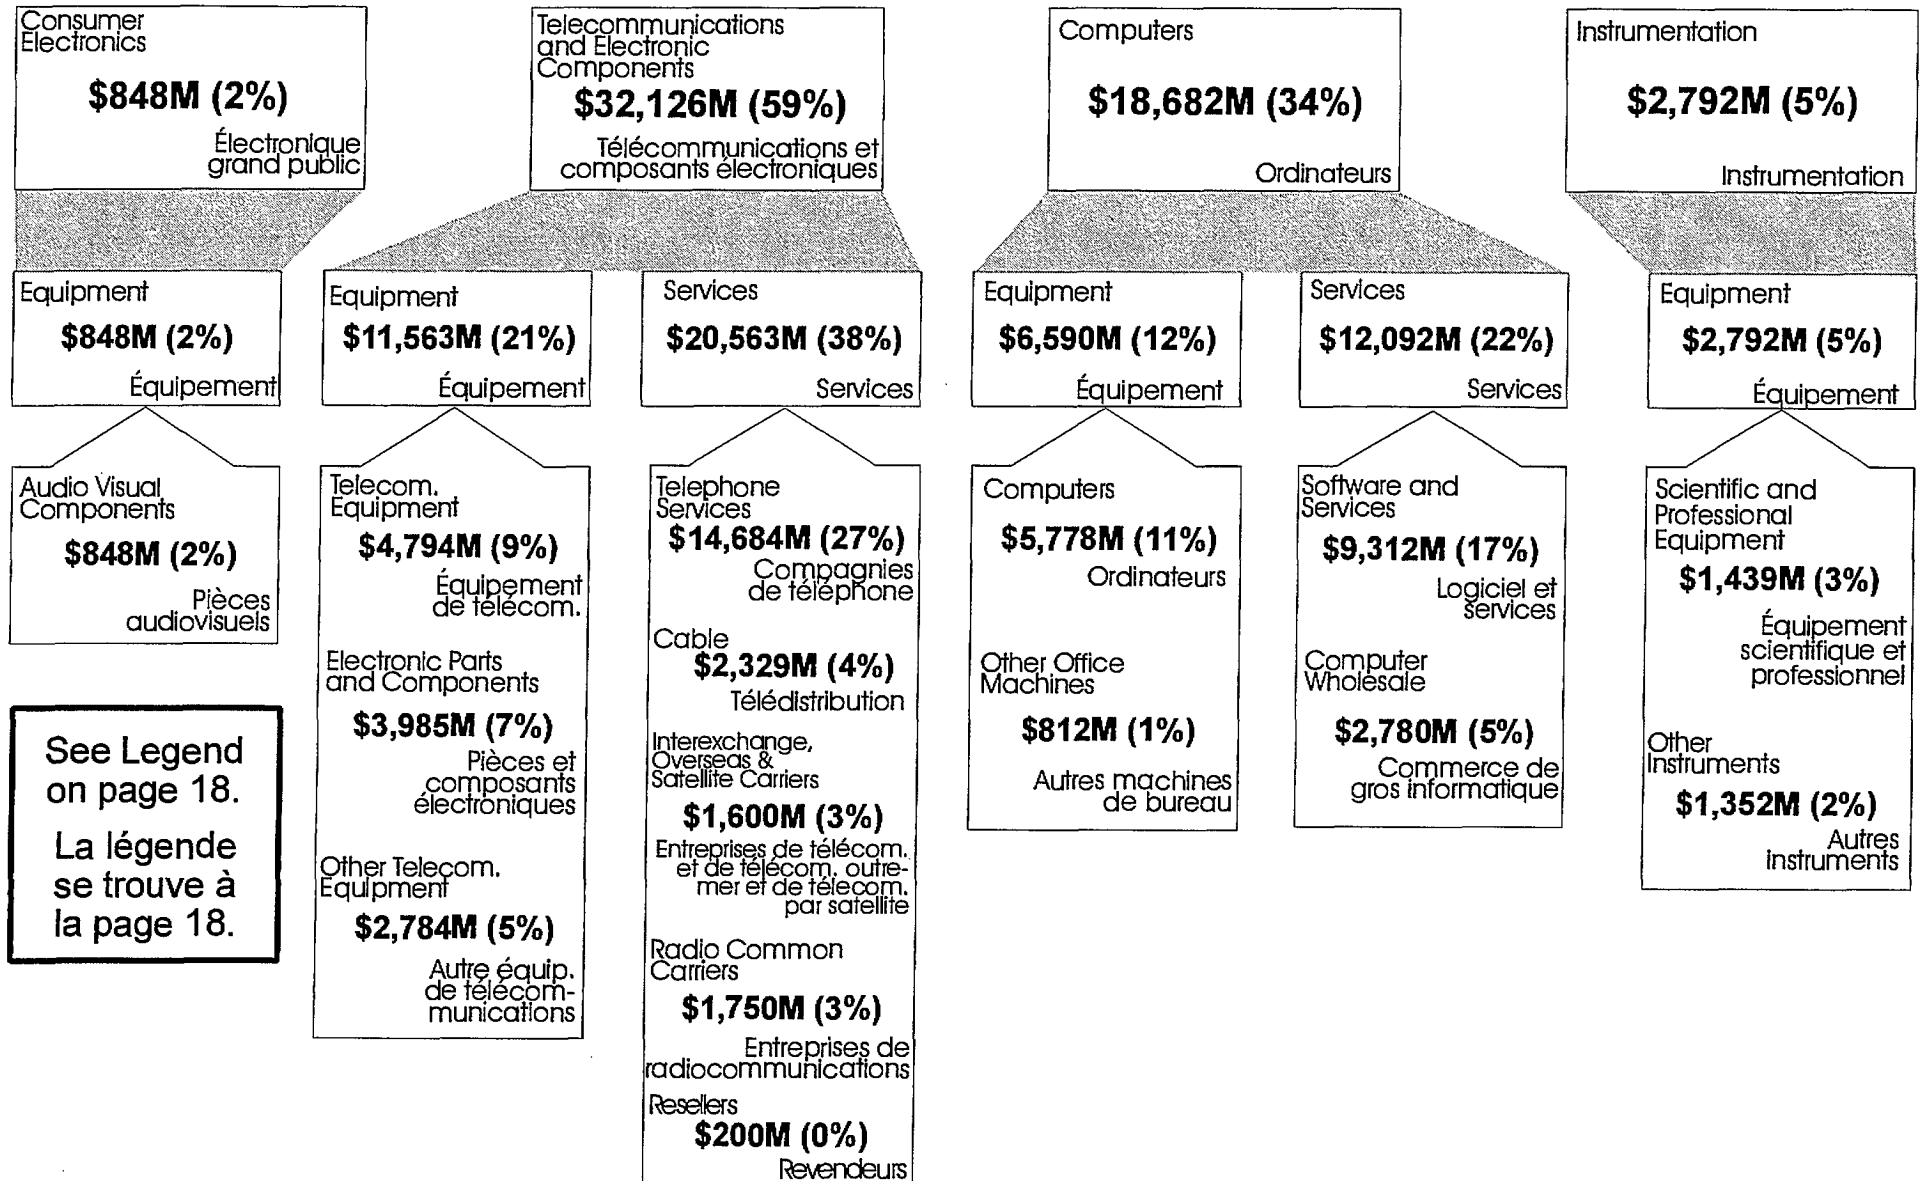 Consumer
Electronics
$848M (2%)
Électronique
grand public
Telecommunications
and Electronic
Components
$32,126M (59%)
Télécommunications et
composants électroniques
Computers
$18,682M (34%)
Ordinateurs
Instrumentation
$2,792M (5%)
Instrumentation
Equipment
$848M (2%)
Équipement
Equipment
$11,563M (21%)
Équipement
Services
$20,563M (38%)
Services
Equipment
$6,590M (12%)
Équipement
Services
$12,092M (22%)
Services
Equipment
$2,792M (5%)
Équipement
Audio Visual
Components
$848M (2%)
Pièces
audiovisuels
See Legend
on page 18.
La légende
se trouve à
la page 18.
Telecom.
Equipment
$4,794M (9%)
Équipement
de télécom.
Electronic Parts
and Components
$3,985M (7%)
Pièces et
composants
électroniques
Other Telecom.
Equipment
$2,784M (5%)
Autre équip.
de télécom-
munications
Telephone
Services
$14,684M (27%)
Compagnies
de téléphone
Cable
$2,329M (4%)
Télédistribution
Interexchange,
Overseas &
Satellite Carriers
$1,600M (3%)
Entreprises de télécom.
et de télécom. outre-
mer et de télecom.
par satellite
Radio Common
Carriers
$1,750M (3%)
Entreprises de
radiocommunications
Resellers
$200M (0%)
Revendeurs
Computers
$5,778M (11%)
Ordinateurs
Other Office
Machines
$812M (1%)
Autres machines
de bureau
Software and
Services
$9,312M (17%)
Logiciel et
services
Computer
Wholesale
$2,780M (5%)
Commerce de
gros informatique
Scientific and
Professional
Equipment
$1,439M (3%)
Équipement
scientifique et
professionnel
Other
Instruments
$1,352M (2%)
Autres
instruments